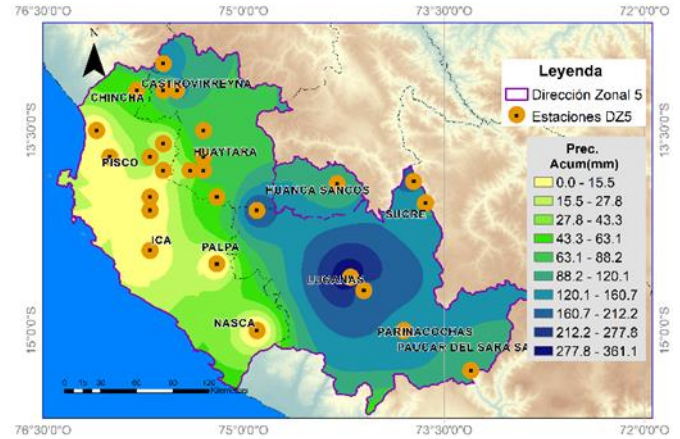 76°30'0"O 75°0'0"O 73°30'0"O 72°0'0"O
13°30'0"S
15°0'0"S
N
CASTROVIRREYNA
CHINCHA
HUAYTARA
PISCO
HUANCA SANCOS
SUCRE
ICA
PALPA
LUCANAS
NASCA
PARINACOCHAS
PAUCAR DEL SARA SA
Leyenda
Dirección Zonal 5
Estaciones DZ5
Prec.
Acum(mm)
0.0 - 15.5
15.5 - 27.8
27.8 - 43.3
43.3 - 63.1
63.1 - 88.2
88.2 - 120.1
120.1 - 160.7
160.7 - 212.2
212.2 - 277.8
277.8 - 361.1
0 15 30 60 90 120
13°30'0"S
15°0'0"S
76°30'0"O 75°0'0"O 73°30'0"O 72°0'0"O